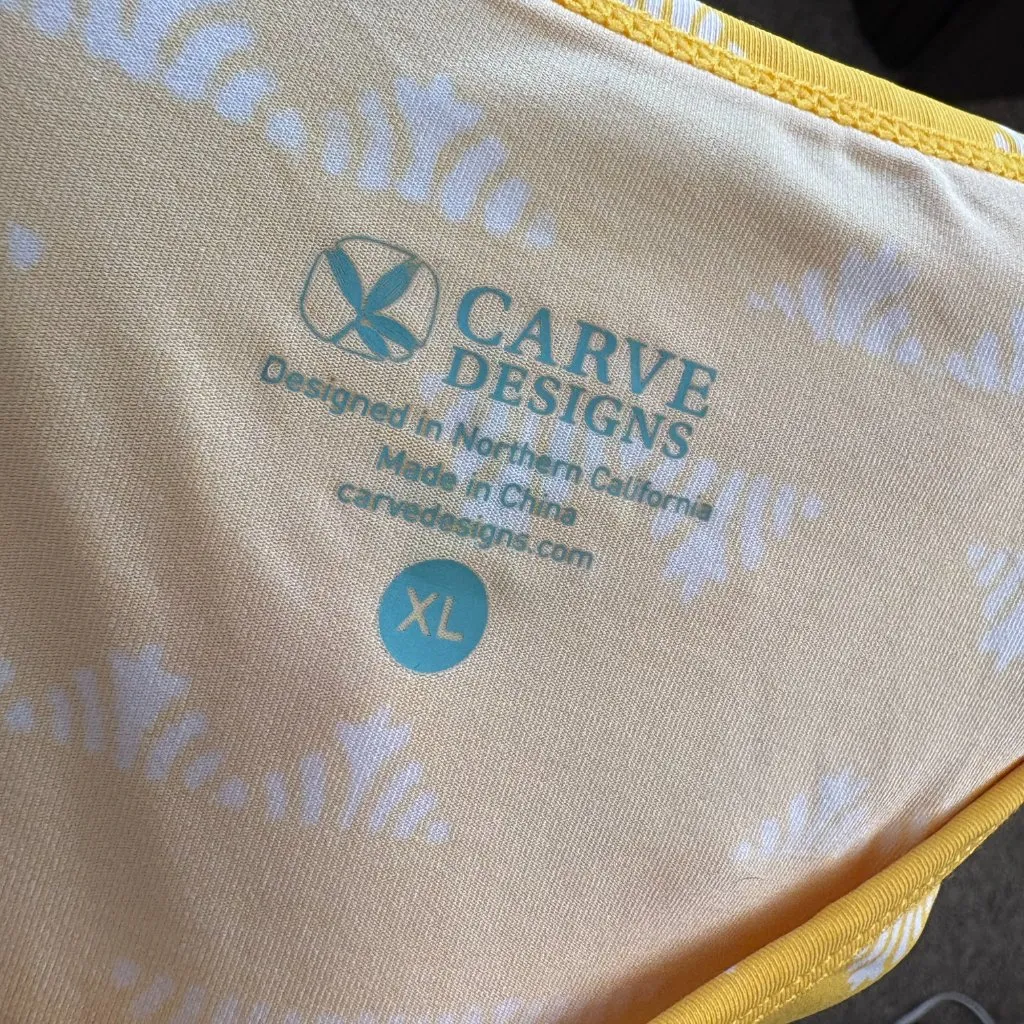 CARVE
DESIGNS
Designed in Northern California
Made in China
carvedesigns.com
XL